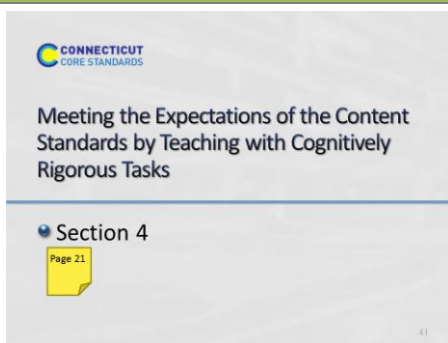 CONNECTICUT
CORE STANDARDS
Meeting the Expectations of the Content
Standards by Teaching with Cognitively
Rigorous Tasks
Section 4
Page 21
41